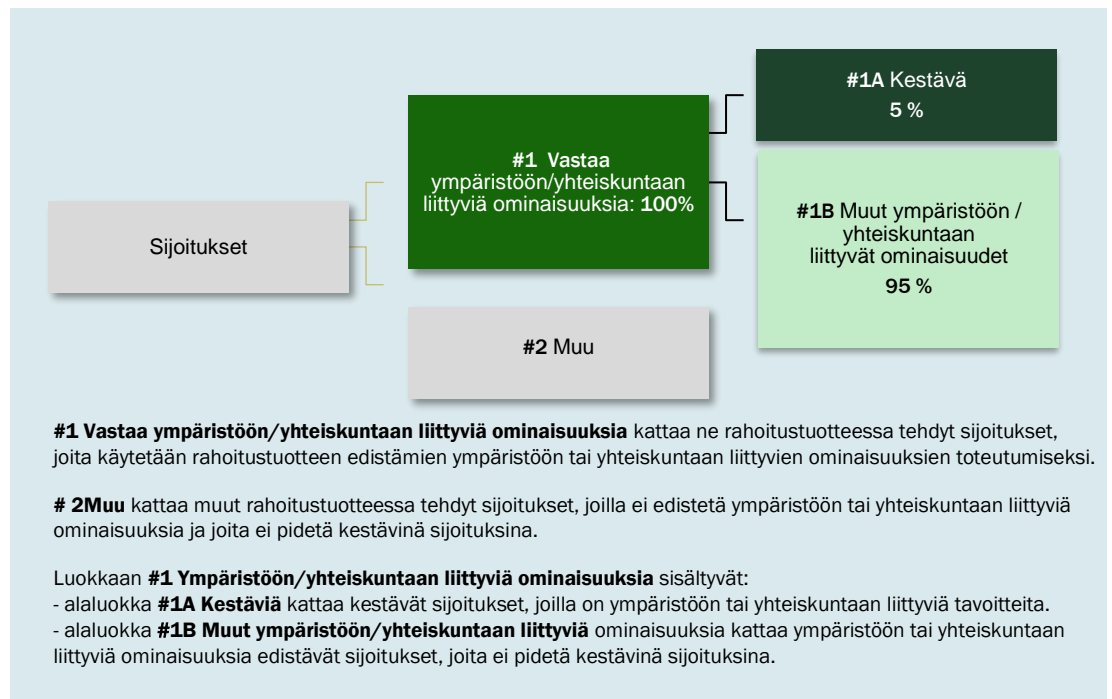 #1A Kestävä
5 %
#1 Vastaa
ympäristöön/yhteiskuntaan
liittyviä ominaisuuksia: 100%
#1B Muut ympäristöön /
yhteiskuntaan
liittyvät ominaisuudet
95 %
Sijoitukset
#2 Muu
#1 Vastaa ympäristöön/yhteiskuntaan liittyviä ominaisuuksia kattaa ne rahoitustuotteessa tehdyt sijoitukset,
joita käytetään rahoitustuotteen edistämien ympäristöön tai yhteiskuntaan liittyvien ominaisuuksien toteutumiseksi.
# 2Muu kattaa muut rahoitustuotteessa tehdyt sijoitukset, joilla ei edistetä ympäristöön tai yhteiskuntaan liittyviä
ominaisuuksia ja joita ei pidetä kestävinä sijoituksina.
Luokkaan #1 Ympäristöön/yhteiskuntaan liittyviä ominaisuuksia sisältyvät:
- alaluokka #1A Kestäviä kattaa kestävät sijoitukset, joilla on ympäristöön tai yhteiskuntaan liittyviä tavoitteita.
- alaluokka #1B Muut ympäristöön/yhteiskuntaan liittyviä ominaisuuksia kattaa ympäristöön tai yhteiskuntaan
liittyviä ominaisuuksia edistävät sijoitukset, joita ei pidetä kestävinä sijoituksina.